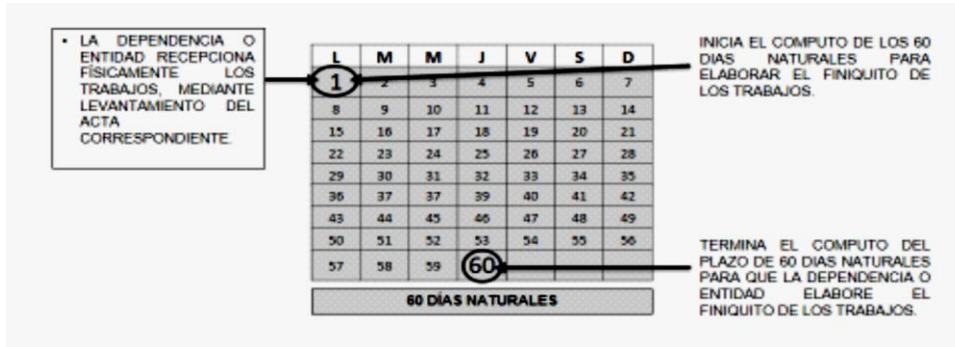 • LA DEPENDENCIA O
ENTIDAD RECEPCIONA
FÍSICAMENTE LOS
TRABAJOS, MEDIANTE
LEVANTAMIENTO DEL
ACTA
CORRESPONDIENTE.
L M M J V S D
1 2 3 4 5 6 7
8 9 10 11 12 13 14
15 16 17 18 19 20 21
22 23 24 25 26 27 28
29 30 31 32 33 34 35
36 37 37 39 40 41 42
43 44 45 46 47 48 49
50 51 52 53 54 55 56
57 58 59 60
60 DÍAS NATURALES
INICIA EL COMPUTO DE LOS 60
DIAS NATURALES PARA
ELABORAR EL FINIQUITO DE
LOS TRABAJOS.
TERMINA EL COMPUTO DEL
PLAZO DE 60 DIAS NATURALES
PARA QUE LA DEPENDENCIA O
ENTIDAD ELABORE EL
FINIQUITO DE LOS TRABAJOS.